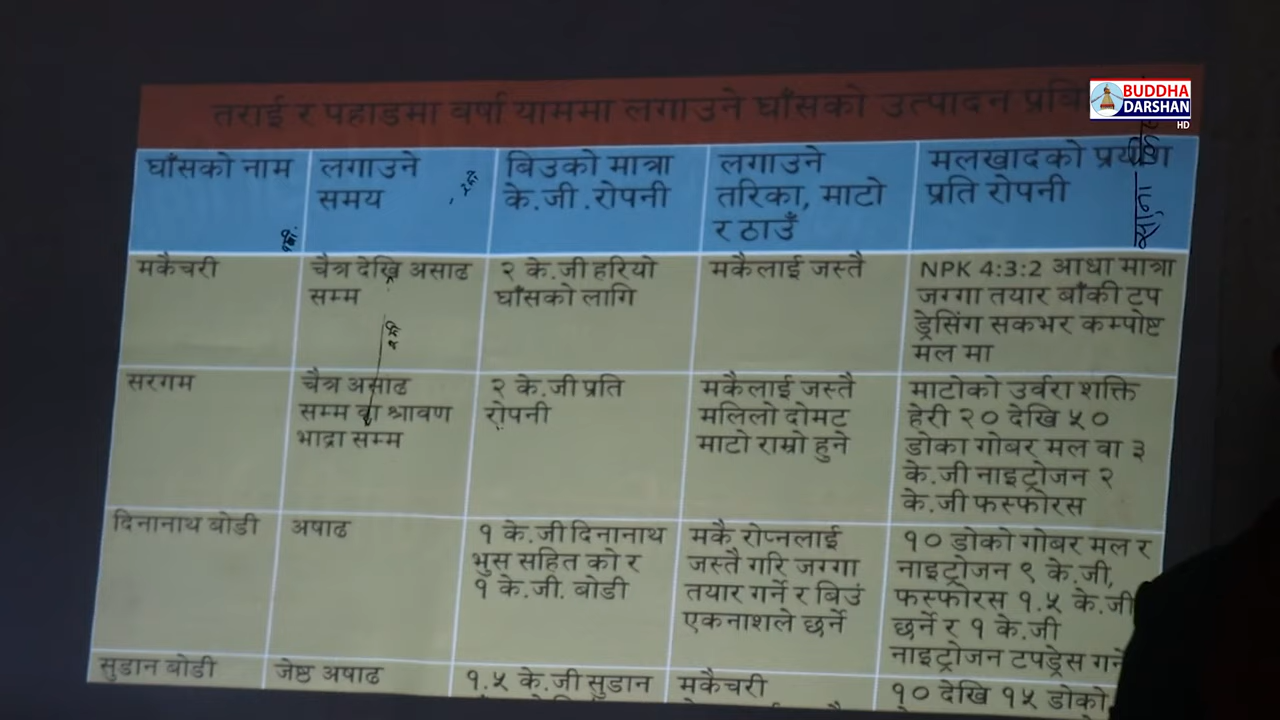 BUDDHA
DARSHAN
HD
तराई र पहाडमा वर्षा याममा लगाउने घाँसको उत्पादन
घाँसको नाम
लगाउने
समय
बिउको मात्रा
के.जी .रोपनी
लगाउने
तरिका, माटो
र ठाउँ
मलखादको प्रयोग
प्रति रोपनी
मकैचरी
चैत्र देखि असाढ
सम्म
२ के.जी हरियो
घाँसको लागि
मकैलाई जस्तै
NPK 4:3:2 आधा मात्रा
जग्गा तयार बाँकी टप
ड्रेसिंग सकभर कम्पोष्ट
मल मा
सरगम
चैत्र असाढ
सम्म वा श्रावण
भाद्रा सम्म
२ के.जी प्रति
रोपनी
मकैलाई जस्तै
मलिलो दोमट
माटो राम्रो हुने
माटोको उर्वरा शक्ति
हेरी २० देखि ५०
डोका गोबर मल वा ३
के.जी नाइट्रोजन २
के.जी फस्फोरस
दिनानाथ बोडी
अषाढ
१ के.जी दिनानाथ
भुस सहित को र
१ के.जी. बोडी
मकै रोप्नलाई
जस्तै गरि जग्गा
तयार गर्ने र बिउं
एकनाशले छर्ने
१० डोको गोबर मल र
नाइट्रोजन ९ के.जी,
फस्फोरस १.५ के.जी
छर्ने र १ के.जी
नाइट्रोजन टपड्रेस गर्ने
सुडान बोडी
जेष्ठ अषाढ
१.५ के.जी सुडान
मकैचरी
१० देखि १५ डोको